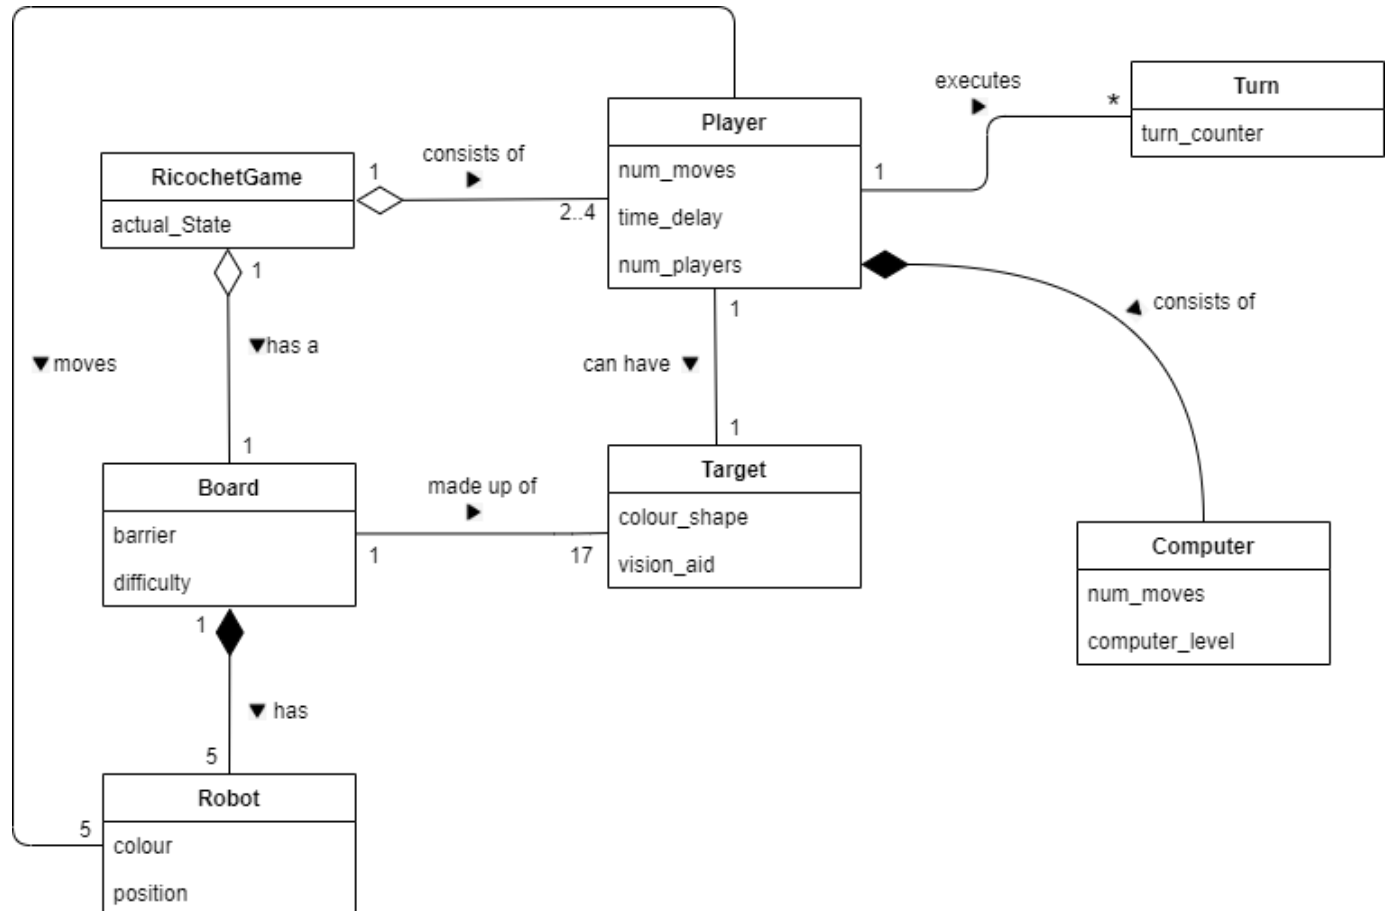 executes
Turn
*
turn_counter
Player
num_moves
time_delay
num_players
1
consists of
1
2..4
RicochetGame
actual_State
1
has a
moves
1
can have
1
consists of
1
Board
barrier
difficulty
made up of
1
17
Target
colour_shape
vision_aid
Computer
num_moves
computer_level
1
has
5
Robot
colour
position
5